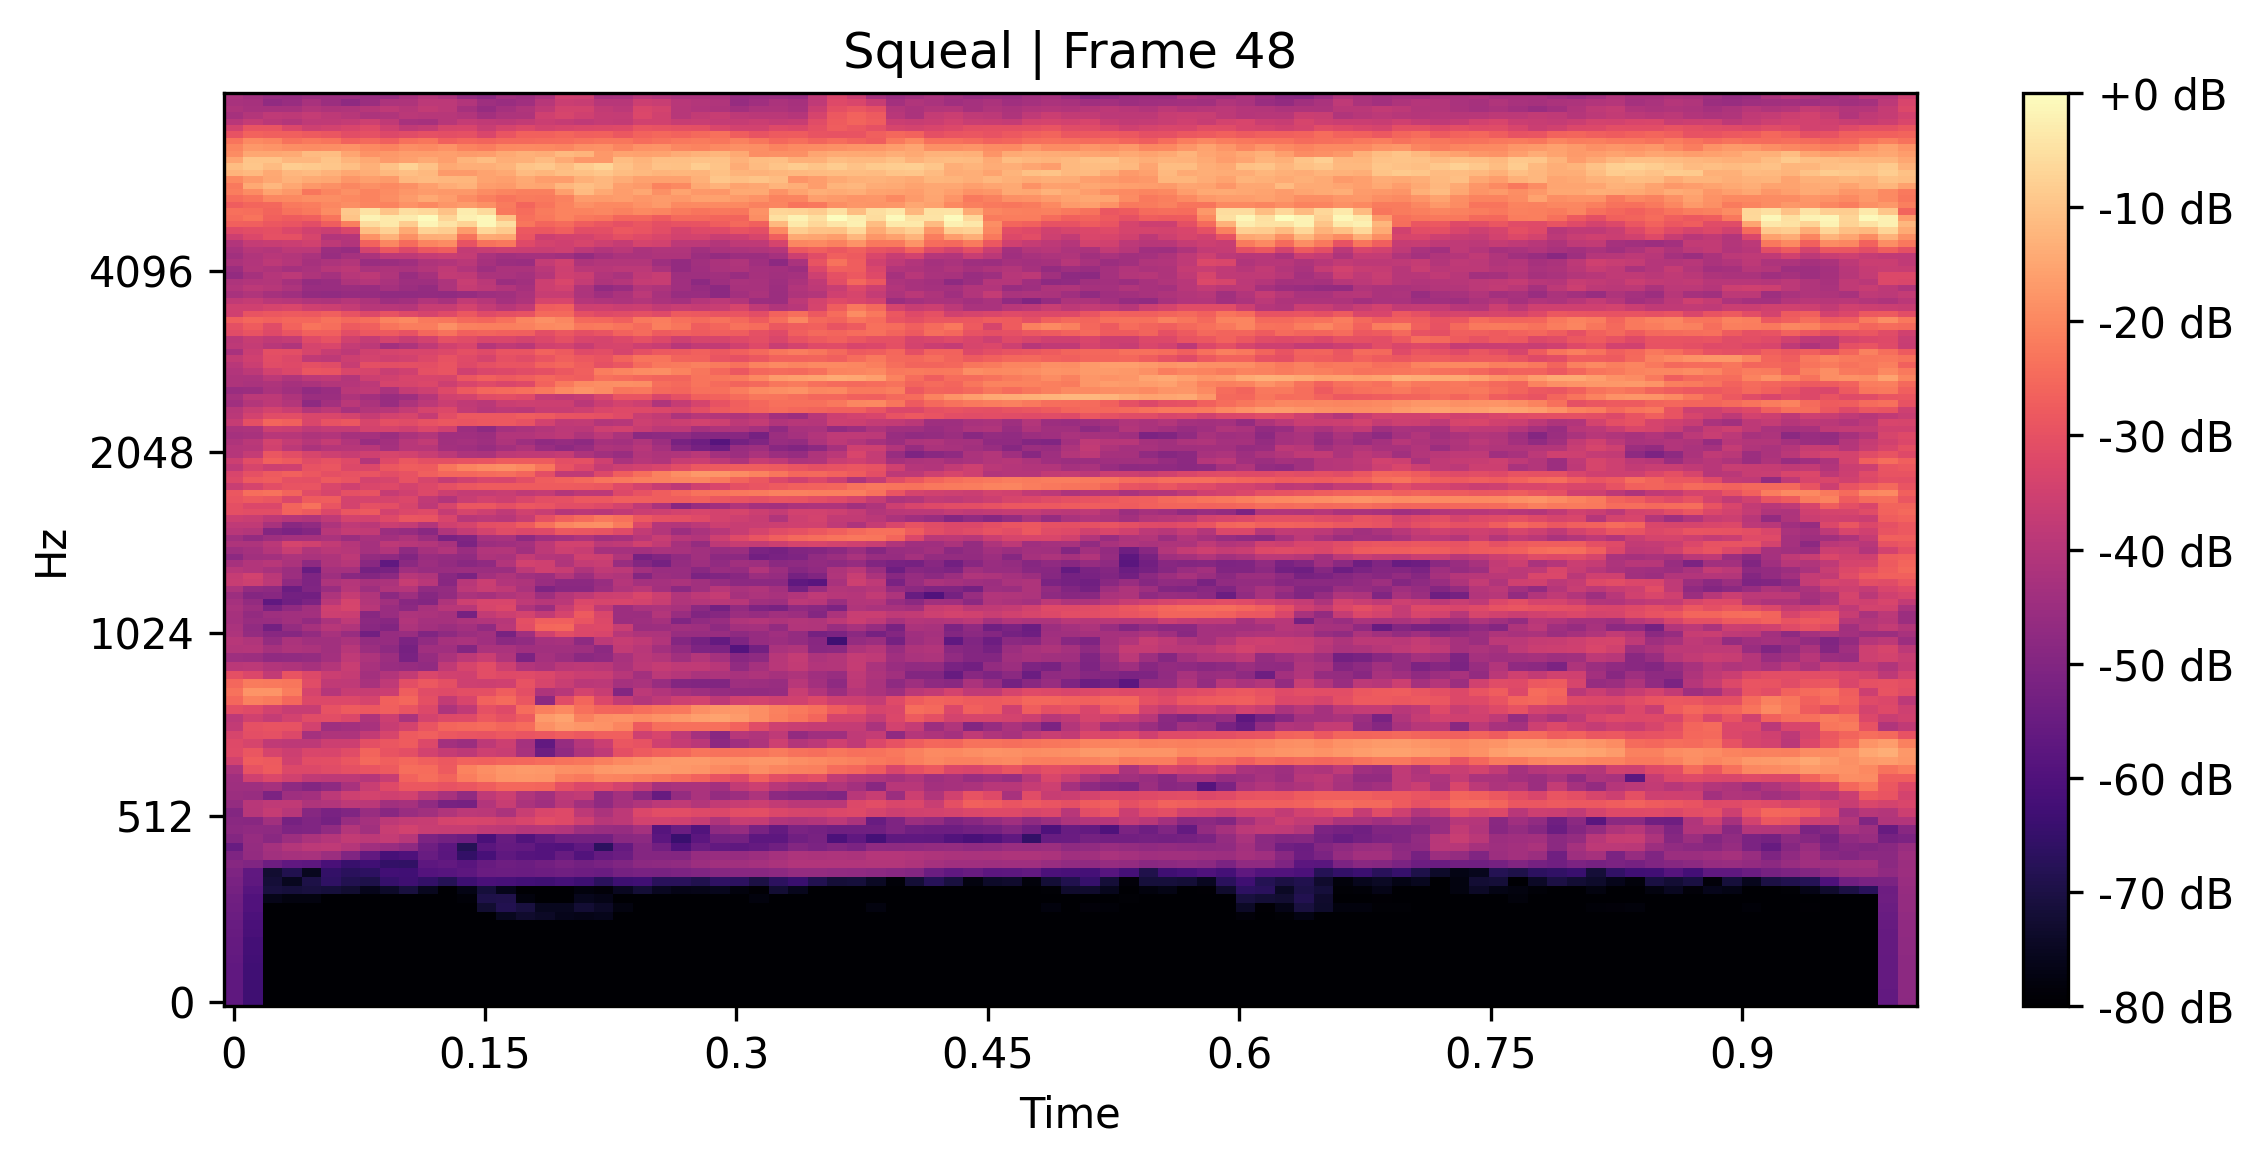 Squeal | Frame 48
+0 dB
-10 dB
4096
-20 dB
-30 dB
2048
Hz
-40 dB
1024
-50 dB
-60 dB
512
-70 dB
0
-80 dB
0 0.15 0.3 0.45 0.6 0.75 0.9
Time